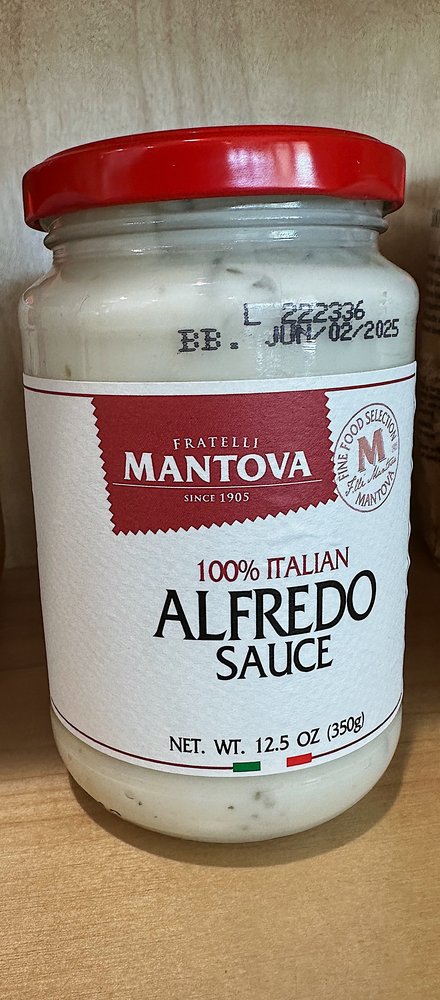 L 222336
BB. JUN/02/2025
FRATELLI
MANTOVA
SINCE 1905
FINE FOOD SELECTION
M
MANTOVA
100% ITALIAN
ALFREDO
SAUCE
NET. WT. 12.5 OZ (350g)